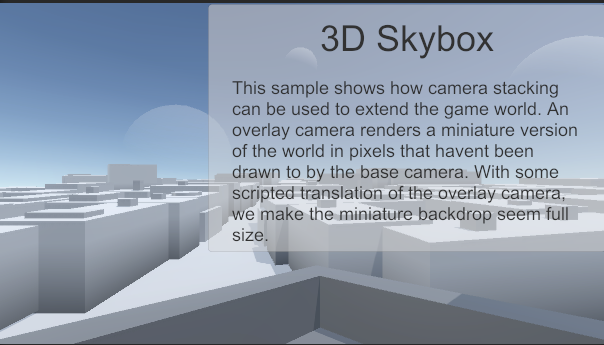 3D Skybox
This sample shows how camera stacking
can be used to extend the game world. An
overlay camera renders a miniature version
of the world in pixels that havent been
drawn to by the base camera. With some
scripted translation of the overlay camera,
we make the miniature backdrop seem full
size.